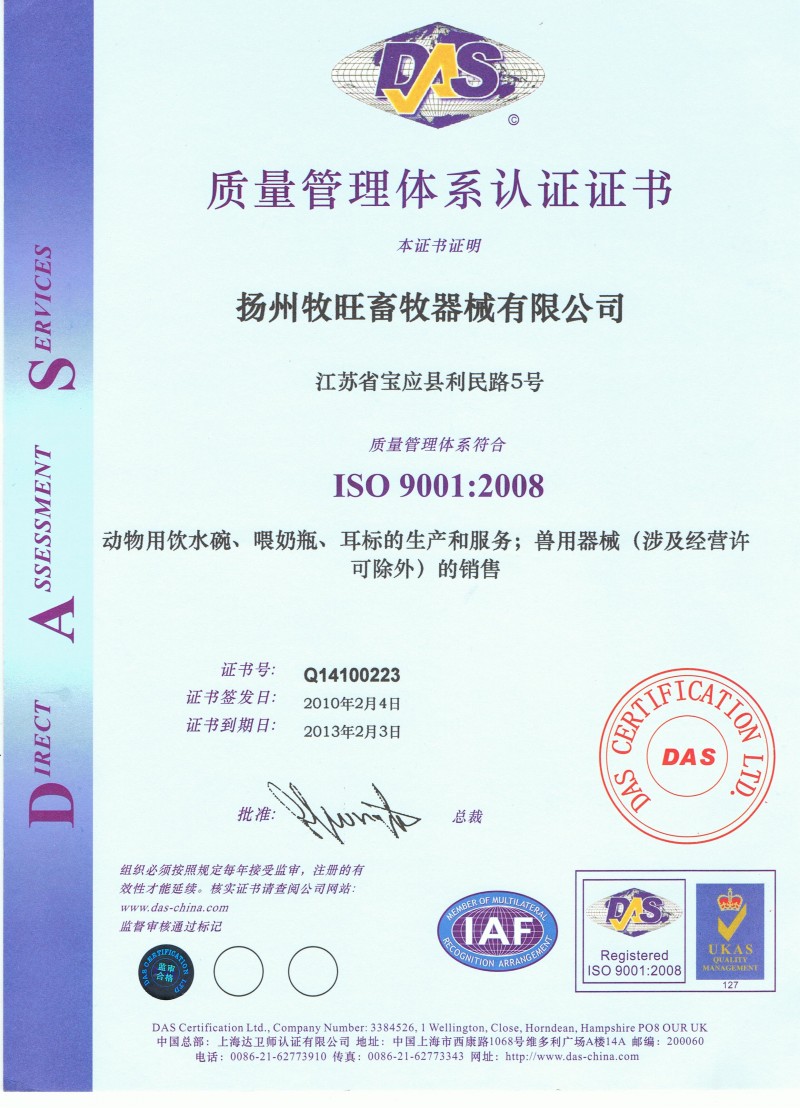 DAS
©
质量管理体系认证证书
本证书证明
扬州牧旺畜牧器械有限公司
江苏省宝应县利民路5号
质量管理体系符合
ISO 9001:2008
动物用饮水碗、喂奶瓶、耳标的生产和服务；兽用器械（涉及经营许
可除外）的销售
DIRECT ASSESSMENT SERVICES
证书号: Q14100223
证书签发日: 2010年2月4日
证书到期日: 2013年2月3日
DAS CERTIFICATION LTD.
DAS
批准:
总裁
组织必须按照规定每年接受监审，注册的有
效性才能延续。核实证书请查阅公司网站:
www.das-china.com
监督审核通过标记
DAS CERTIFICATION LTD
监审
合格
MEMBER OF MULTILATERAL
IAF
RECOGNITION ARRANGEMENT
DAS
Registered
ISO 9001:2008
UKAS
QUALITY
MANAGEMENT
127
DAS Certification Ltd., Company Number: 3384526, 1 Wellington, Close, Horndean, Hampshire PO8 OUR UK
中国总部：上海达卫师认证有限公司 地址：中国上海市西康路1068号维多利广场A楼14A 邮编：200060
电话：0086-21-62773910 传真：0086-21-62773343 网址：http://www.das-china.com